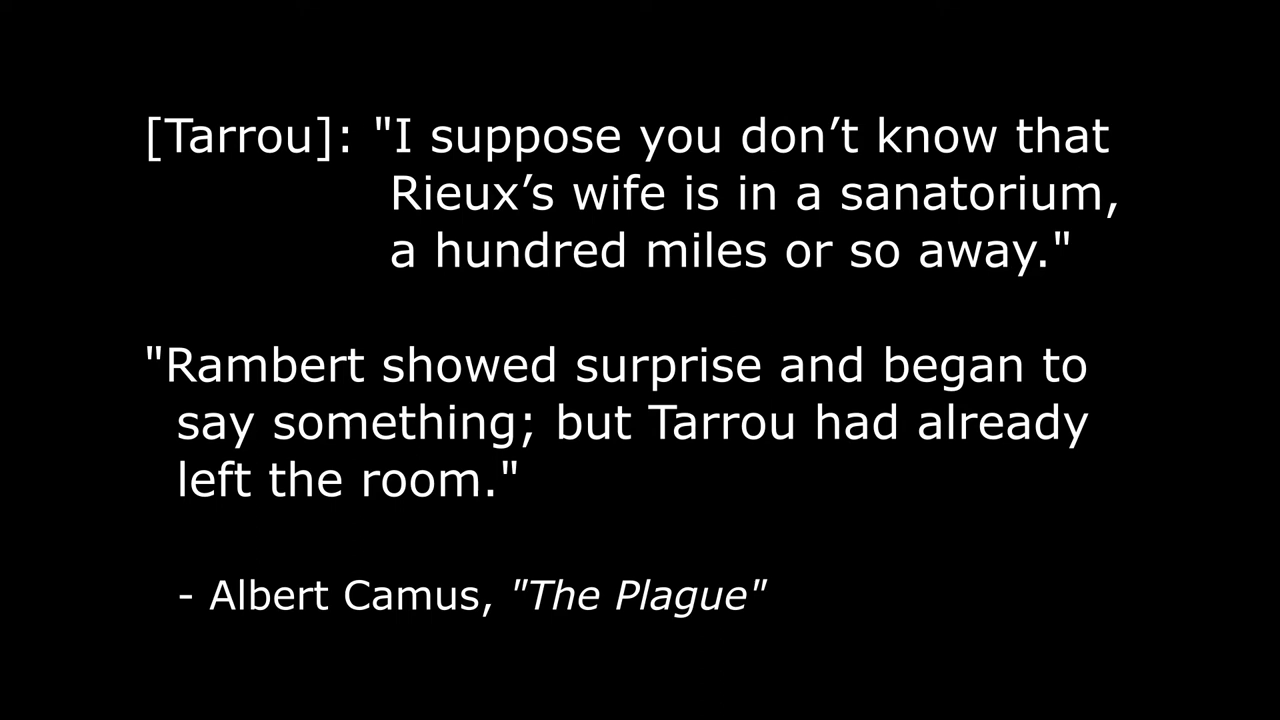 [Tarrou]: "I suppose you don’t know that
Rieux’s wife is in a sanatorium,
a hundred miles or so away."
"Rambert showed surprise and began to
say something; but Tarrou had already
left the room."
- Albert Camus, "The Plague"